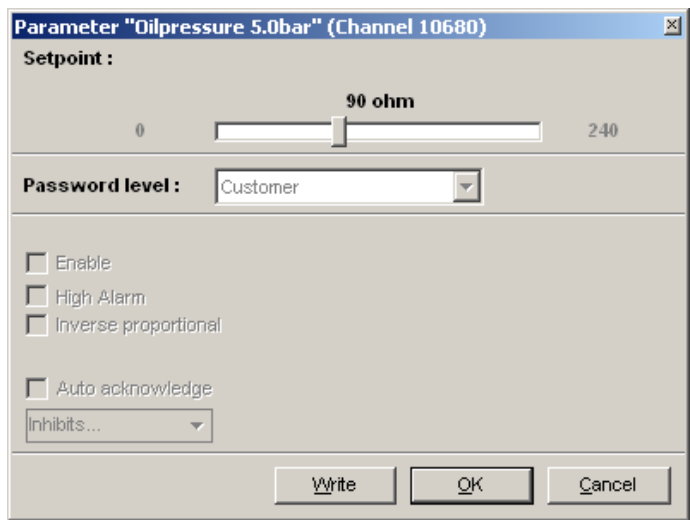 Parameter "Oilpressure 5.0bar" (Channel 10680)
Setpoint :
90 ohm
0 240
Password level : Customer
Enable
High Alarm
Inverse proportional
Auto acknowledge
Inhibits...
Write OK Cancel